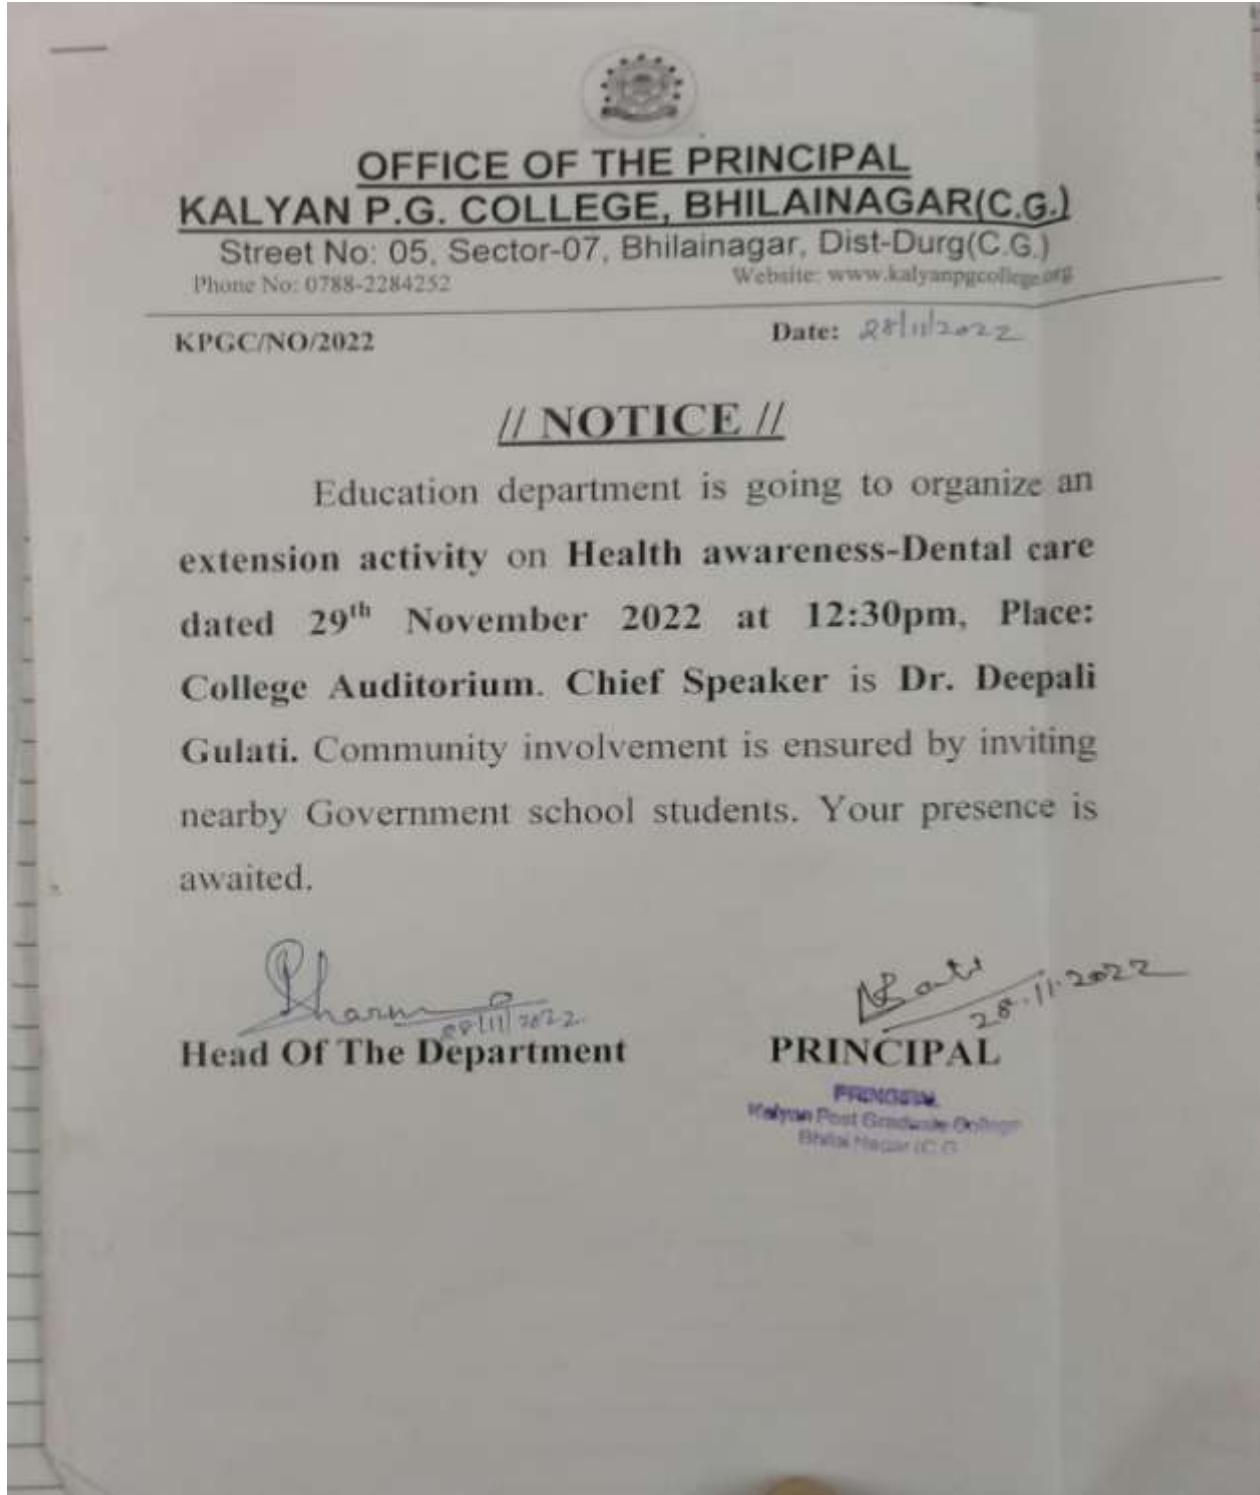 OFFICE OF THE PRINCIPAL
KALYAN P.G. COLLEGE, BHILAINAGAR(C.G.)
Street No: 05, Sector-07, Bhilainagar, Dist-Durg(C.G.)
Phone No: 0788-2284252 Website: www.kalyanpgcollege.org
KPGC/NO/2022 Date: 28/11/2022
// NOTICE //
Education department is going to organize an
extension activity on Health awareness-Dental care
dated 29th November 2022 at 12:30pm, Place:
College Auditorium. Chief Speaker is Dr. Deepali
Gulati. Community involvement is ensured by inviting
nearby Government school students. Your presence is
awaited.
28/11/2022 28.11.2022
Head Of The Department PRINCIPAL
PRINCIPAL
Kalyan Post Graduate College
Bhilai Nagar (C.G